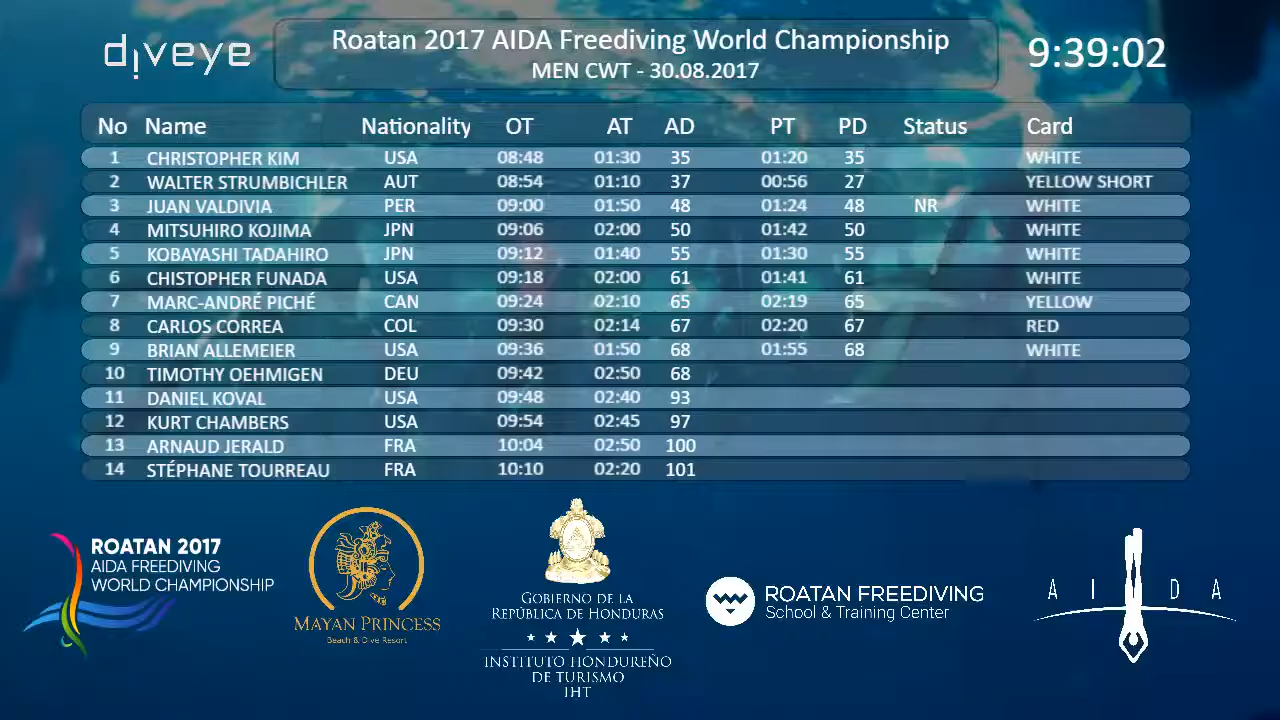 diveye
Roatan 2017 AIDA Freediving World Championship
MEN CWT - 30.08.2017
9:39:02
No Name Nationality OT AT AD PT PD Status Card
1 CHRISTOPHER KIM USA 08:48 01:30 35 01:20 35 WHITE
2 WALTER STRUMBICHLER AUT 08:54 01:10 37 00:56 27 YELLOW SHORT
3 JUAN VALDIVIA PER 09:00 01:50 48 01:24 48 NR WHITE
4 MITSUHIRO KOJIMA JPN 09:06 02:00 50 01:42 50 WHITE
5 KOBAYASHI TADAHIRO JPN 09:12 01:40 55 01:30 55 WHITE
6 CHISTOPHER FUNADA USA 09:18 02:00 61 01:41 61 WHITE
7 MARC-ANDRÉ PICHÉ CAN 09:24 02:10 65 02:19 65 YELLOW
8 CARLOS CORREA COL 09:30 02:14 67 02:20 67 RED
9 BRIAN ALLEMEIER USA 09:36 01:50 68 01:55 68 WHITE
10 TIMOTHY OEHMIGEN DEU 09:42 02:50 68
11 DANIEL KOVAL USA 09:48 02:40 93
12 KURT CHAMBERS USA 09:54 02:45 97
13 ARNAUD JERALD FRA 10:04 02:50 100
14 STÉPHANE TOURREAU FRA 10:10 02:20 101
ROATAN 2017
AIDA FREEDIVING
WORLD CHAMPIONSHIP
MAYAN PRINCESS
Beach & Dive Resort
GOBIERNO DE LA
REPÚBLICA DE HONDURAS
INSTITUTO HONDUREÑO
DE TURISMO
IHT
ROATAN FREEDIVING
School & Training Center
AIDA